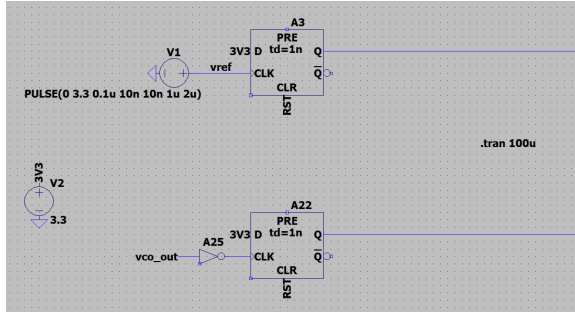 A3
PRE
V1
3V3 D td=1n Q
vref
CLK Q
CLR
PULSE(0 3.3 0.1u 10n 10n 1u 2u)
RST
.tran 100u
3V3
V2
3.3
A22
PRE
3V3 D td=1n Q
A25
vco_out
CLK Q
CLR
RST